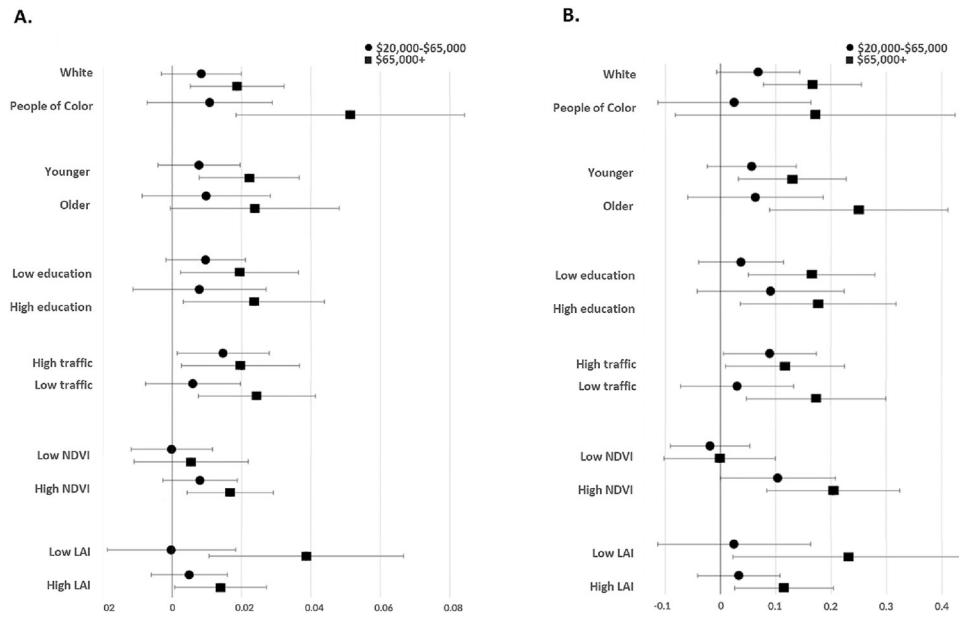 A.
$20,000-$65,000
$65,000+
White
People of Color
Younger
Older
Low education
High education
High traffic
Low traffic
Low NDVI
High NDVI
Low LAI
High LAI
02 0 0.02 0.04 0.06 0.08
B.
$20,000-$65,000
$65,000+
White
People of Color
Younger
Older
Low education
High education
High traffic
Low traffic
Low NDVI
High NDVI
Low LAI
High LAI
-0.1 0 0.1 0.2 0.3 0.4